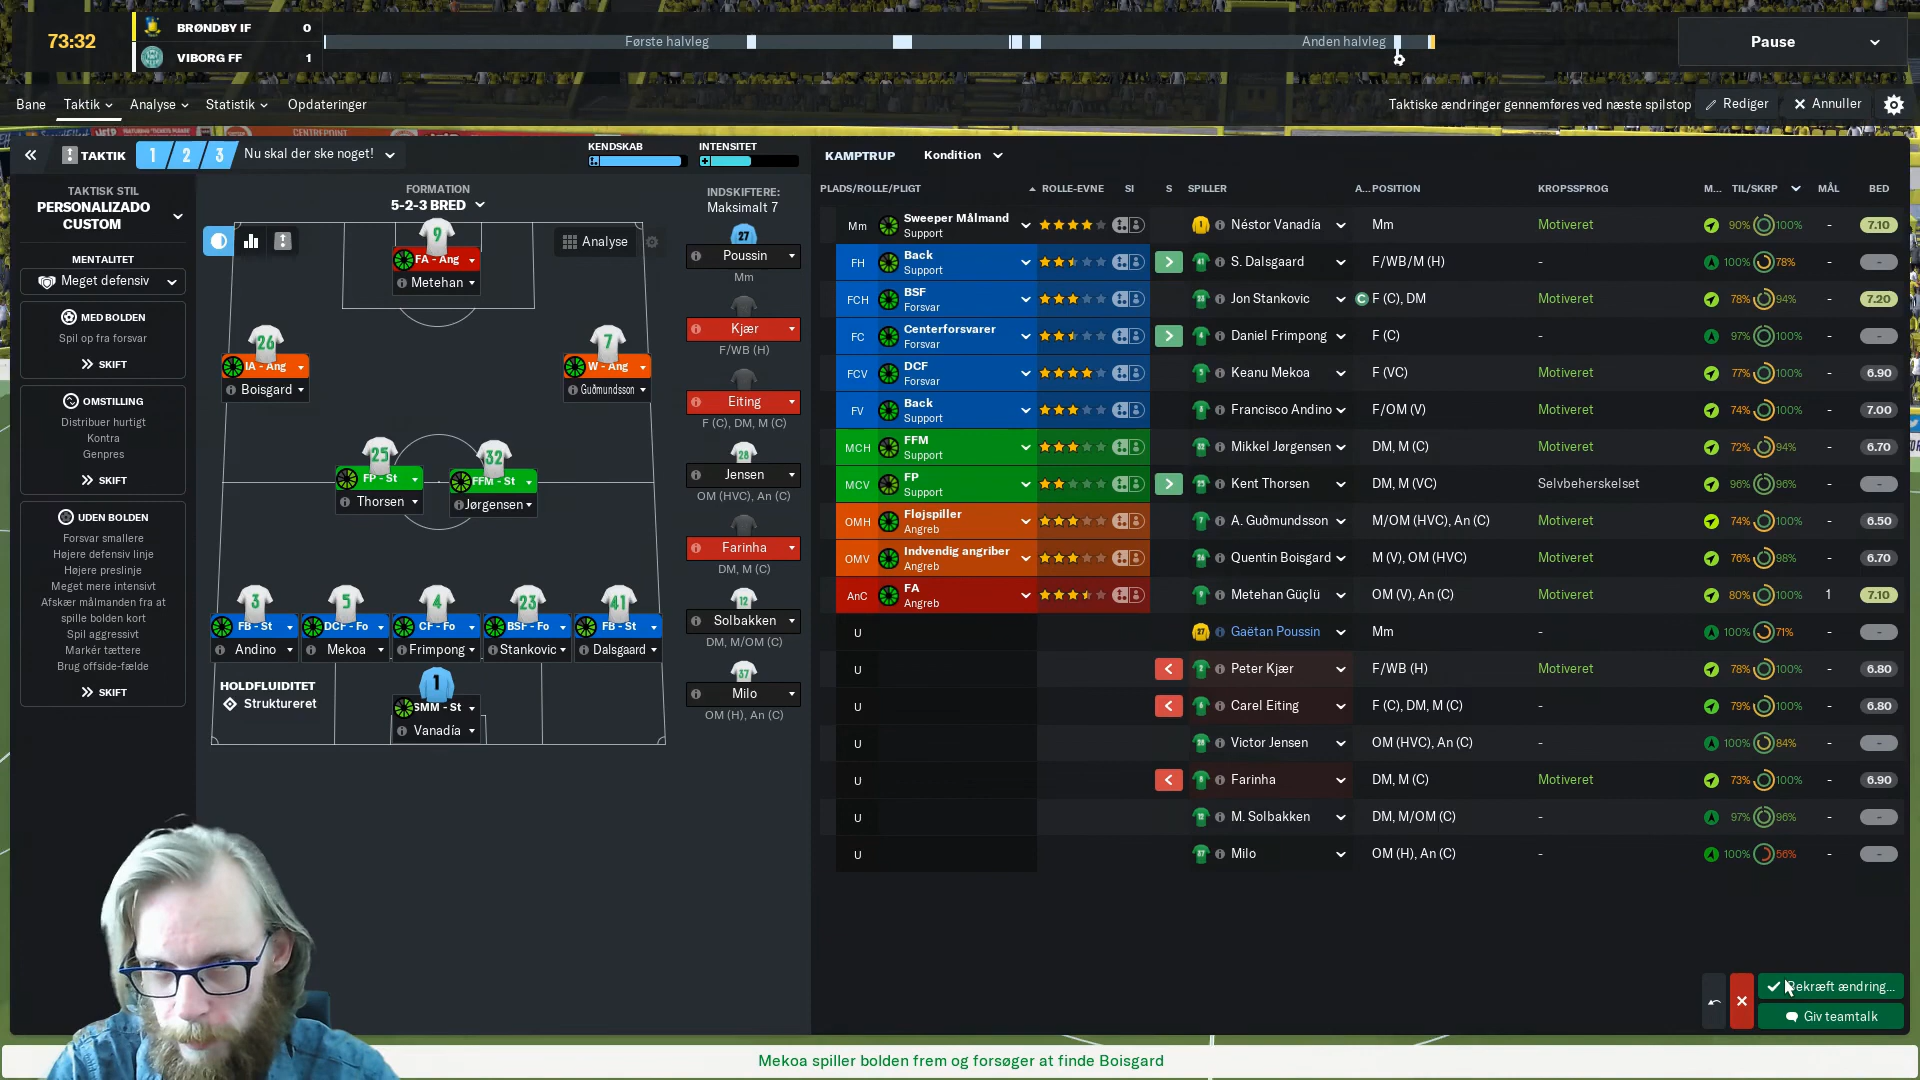 73:32
BRØNDBY IF 0
VIBORG FF 1
Første halvleg
Anden halvleg
Pause
Bane
Taktik
Analyse
Statistik
Opdateringer
Taktiske ændringer gennemføres ved næste spilstop
Rediger
Annuller
TAKTIK
1 2 3
Nu skal der ske noget!
KENDSKAB
INTENSITET
KAMPTRUP
Kondition
TAKTISK STIL
PERSONALIZADO
CUSTOM
MENTALITET
Meget defensiv
MED BOLDEN
Spil op fra forsvar
SKIFT
OMSTILLING
Distribuer hurtigt
Kontra
Genpres
SKIFT
UDEN BOLDEN
Forsvar smallere
Højere defensiv linje
Højere preslinje
Meget mere intensivt
Afskær målmanden fra at
spille bolden kort
Spil aggressivt
Markér tættere
Brug offside-fælde
SKIFT
FORMATION
5-2-3 BRED
Analyse
9
FA - Ang
Metehan
26
IA - Ang
Boisgard
7
W - Ang
Guðmundsson
25
FP - St
Thorsen
32
FFM - St
Jørgensen
3
FB - St
Andino
5
DCF - Fo
Mekoa
4
CF - Fo
Frimpong
23
BSF - Fo
Stankovic
41
FB - St
Dalsgaard
HOLDFLUIDITET
Struktureret
1
SMM - St
Vanadía
INDSKIFTERE:
Maksimalt 7
27
Poussin
Mm
Kjær
F/WB (H)
Eiting
F (C), DM, M (C)
28
Jensen
OM (HVC), An (C)
Farinha
DM, M (C)
12
Solbakken
DM, M/OM (C)
37
Milo
OM (H), An (C)
PLADS/ROLLE/PLIGT ROLLE-EVNE SI S SPILLER A... POSITION KROPSSPROG M... TIL/SKRP MÅL BED
Mm Sweeper Målmand Support Néstor Vanadía Mm Motiveret 90% 100% - 7.10
FH Back Support S. Dalsgaard F/WB/M (H) - 100% 78% - -
FCH BSF Forsvar Jon Stankovic C F (C), DM Motiveret 78% 94% - 7.20
FC Centerforsvarer Forsvar Daniel Frimpong F (C) - 97% 100% - -
FCV DCF Forsvar Keanu Mekoa F (VC) Motiveret 77% 100% - 6.90
FV Back Support Francisco Andino F/OM (V) Motiveret 74% 100% - 7.00
MCH FFM Support Mikkel Jørgensen DM, M (C) Motiveret 72% 94% - 6.70
MCV FP Support Kent Thorsen DM, M (VC) Selvbeherskelset 96% 96% - -
OMH Fløjspiller Angreb A. Guðmundsson M/OM (HVC), An (C) Motiveret 74% 100% - 6.50
OMV Indvendig angriber Angreb Quentin Boisgard M (V), OM (HVC) Motiveret 76% 98% - 6.70
AnC FA Angreb Metehan Güçlü OM (V), An (C) Motiveret 80% 100% 1 7.10
U Gaëtan Poussin Mm - 100% 71% - -
U Peter Kjær F/WB (H) Motiveret 78% 100% - 6.80
U Carel Eiting F (C), DM, M (C) Motiveret 79% 100% - 6.80
U Victor Jensen OM (HVC), An (C) - 100% 84% - -
U Farinha DM, M (C) Motiveret 73% 100% - 6.90
U M. Solbakken DM, M/OM (C) - 97% 96% - -
U Milo OM (H), An (C) - 100% 56% - -
ekræft ændring...
Giv teamtalk
Mekoa spiller bolden frem og forsøger at finde Boisgard